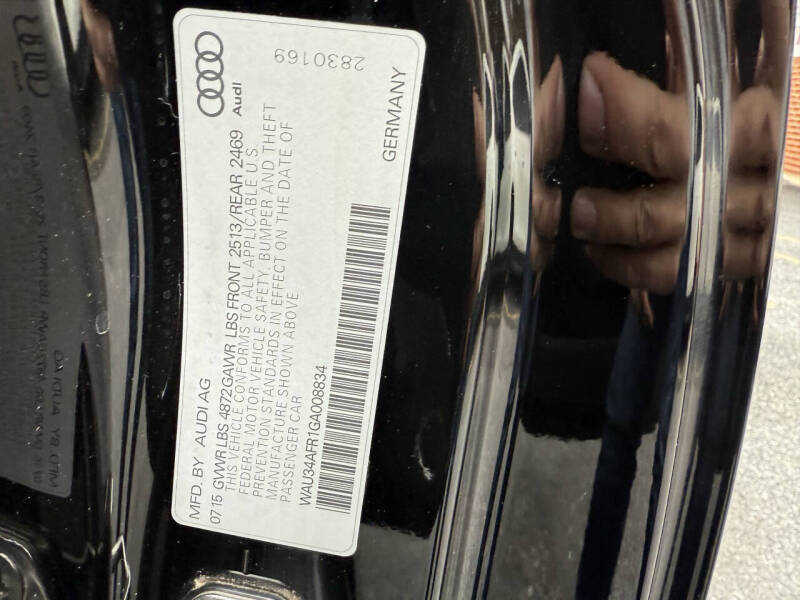 MFD. BY AUDI AG
Audi
07 15 GVWR LBS 4872 GAWR LBS FRONT 2513/REAR 2469
THIS VEHICLE CONFORMS TO ALL APPLICABLE U.S.
FEDERAL MOTOR VEHICLE SAFETY, BUMPER AND THEFT
PREVENTION STANDARDS IN EFFECT ON THE DATE OF
MANUFACTURE SHOWN ABOVE
PASSENGER CAR
WAU34AFR1GA008834
GERMANY
2830169